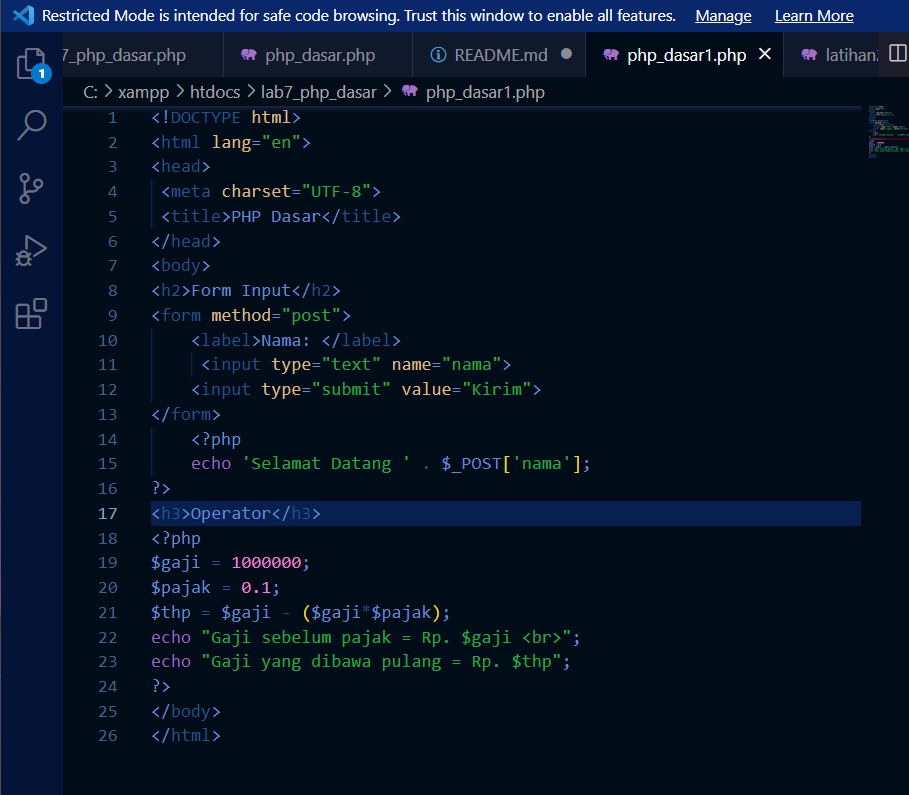 Restricted Mode is intended for safe code browsing. Trust this window to enable all features. Manage Learn More
7_php_dasar.php php_dasar.php README.md php_dasar1.php latihan
1
C: > xampp > htdocs > lab7_php_dasar > php_dasar1.php
1 <!DOCTYPE html>
2 <html lang="en">
3 <head>
4 <meta charset="UTF-8">
5 <title>PHP Dasar</title>
6 </head>
7 <body>
8 <h2>Form Input</h2>
9 <form method="post">
10 <label>Nama: </label>
11 <input type="text" name="nama">
12 <input type="submit" value="Kirim">
13 </form>
14 <?php
15 echo 'Selamat Datang ' . $_POST['nama'];
16 ?>
17 <h3>Operator</h3>
18 <?php
19 $gaji = 1000000;
20 $pajak = 0.1;
21 $thp = $gaji - ($gaji*$pajak);
22 echo "Gaji sebelum pajak = Rp. $gaji <br>";
23 echo "Gaji yang dibawa pulang = Rp. $thp";
24 ?>
25 </body>
26 </html>